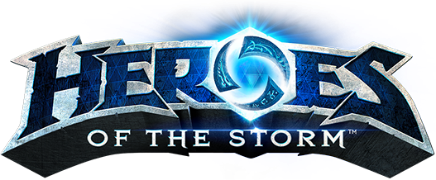 HEROES
OF THE STORM™